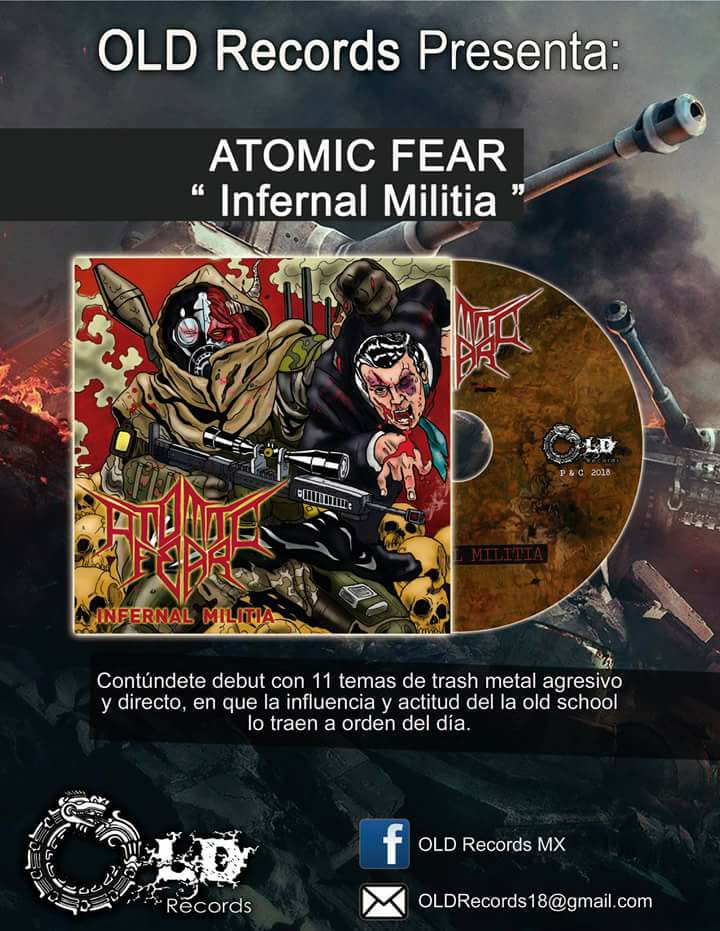 OLD Records Presenta:
ATOMIC FEAR
“ Infernal Militia ”
ATOMIC
FEAR
INFERNAL MILITIA
OLD
Records
P & C 2018
MILITIA
Contúndete debut con 11 temas de trash metal agresivo
y directo, en que la influencia y actitud del la old school
lo traen a orden del día.
OLD
Records
OLD Records MX
OLDRecords18@gmail.com